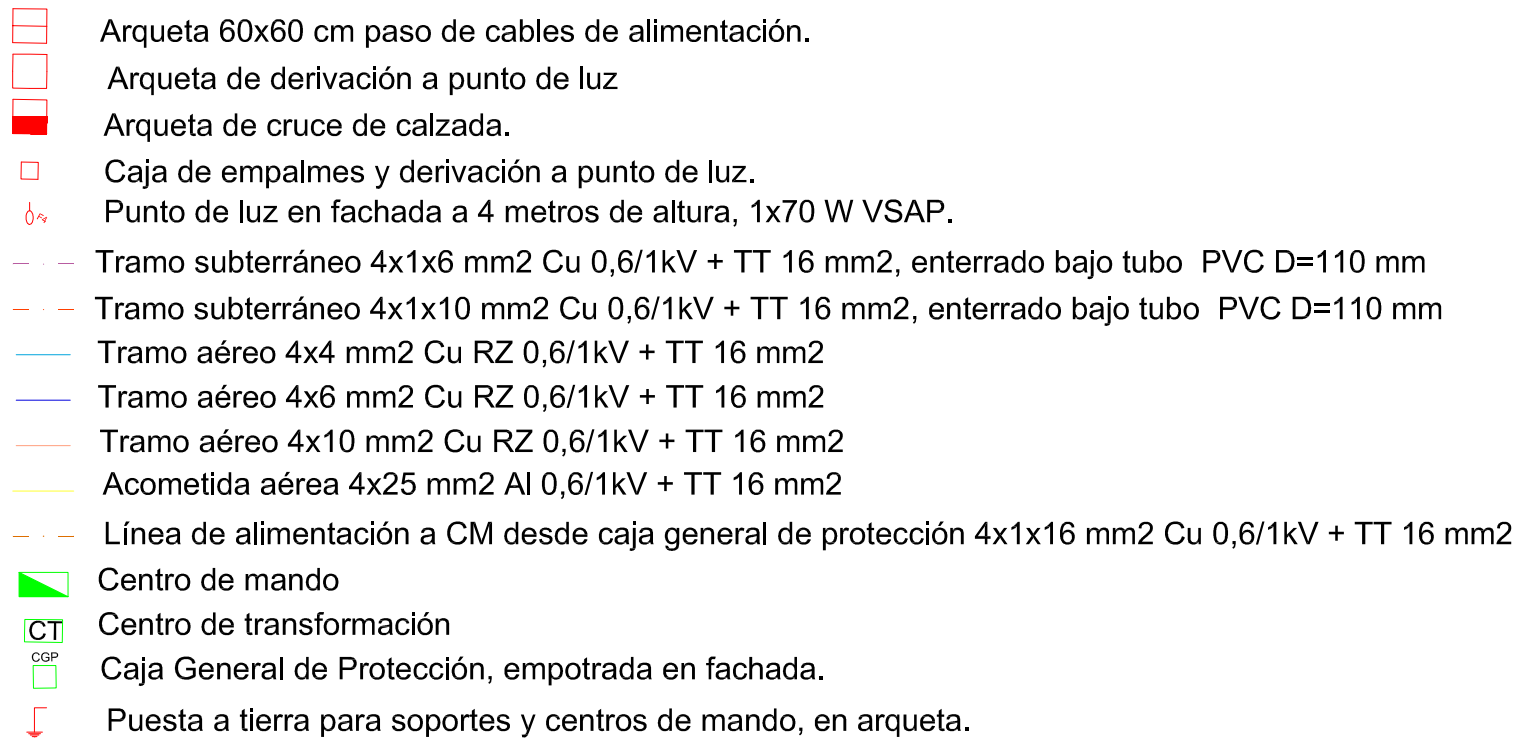 Arqueta 60x60 cm paso de cables de alimentación.
Arqueta de derivación a punto de luz
Arqueta de cruce de calzada.
Caja de empalmes y derivación a punto de luz.
F4 Punto de luz en fachada a 4 metros de altura, 1x70 W VSAP.
Tramo subterráneo 4x1x6 mm2 Cu 0,6/1kV + TT 16 mm2, enterrado bajo tubo  PVC D=110 mm
Tramo subterráneo 4x1x10 mm2 Cu 0,6/1kV + TT 16 mm2, enterrado bajo tubo  PVC D=110 mm
Tramo aéreo 4x4 mm2 Cu RZ 0,6/1kV + TT 16 mm2
Tramo aéreo 4x6 mm2 Cu RZ 0,6/1kV + TT 16 mm2
Tramo aéreo 4x10 mm2 Cu RZ 0,6/1kV + TT 16 mm2
Acometida aérea 4x25 mm2 Al 0,6/1kV + TT 16 mm2
Línea de alimentación a CM desde caja general de protección 4x1x16 mm2 Cu 0,6/1kV + TT 16 mm2
Centro de mando
CT Centro de transformación
CGP
Caja General de Protección, empotrada en fachada.
Puesta a tierra para soportes y centros de mando, en arqueta.